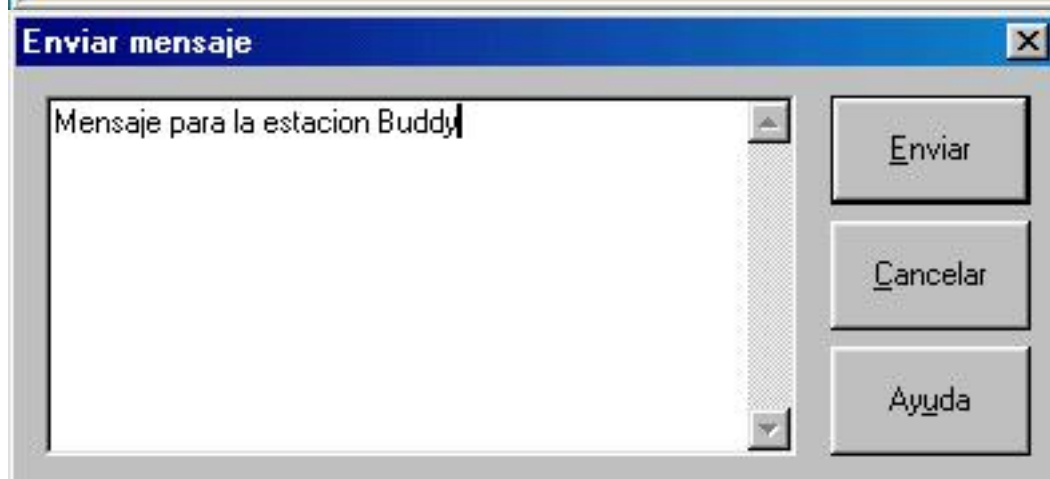 Enviar mensaje
Mensaje para la estacion Buddy
Enviar
Cancelar
Ayuda